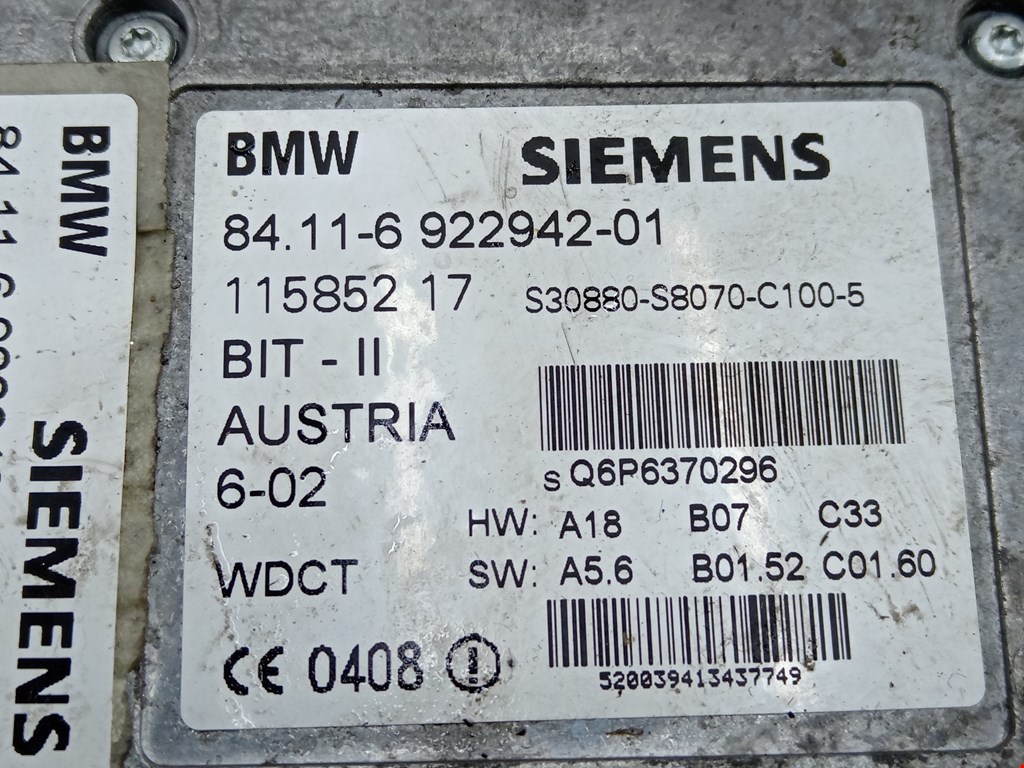 BMW SIEMENS
84.11-6 922942-01
115852 17 S30880-S8070-C100-5
BIT - II
AUSTRIA
6-02
s Q6P6370296
HW: A18 B07 C33
WDCT SW: A5.6 B01.52 C01.60
CE 0408
520039413437749
BMW SIEMENS